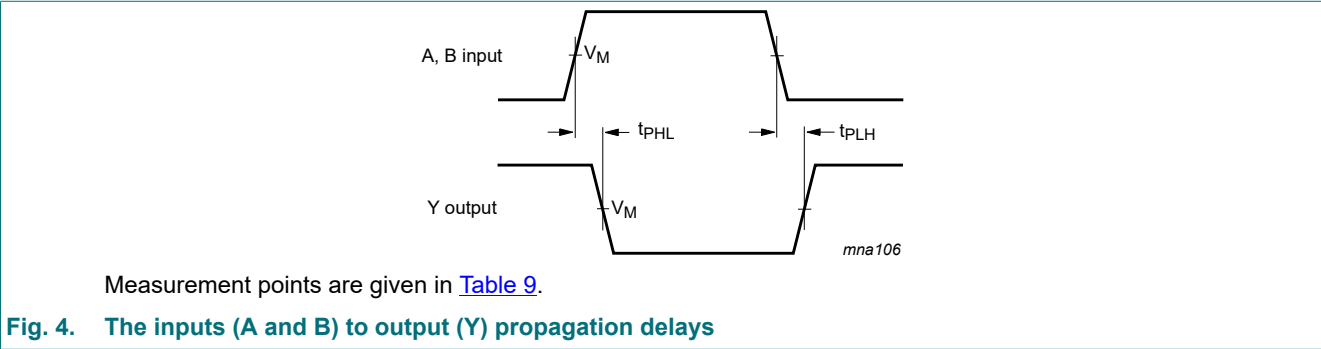 A, B input
VM
tPHL
tPLH
Y output
VM
mna106
Measurement points are given in Table 9.
Fig. 4. The inputs (A and B) to output (Y) propagation delays